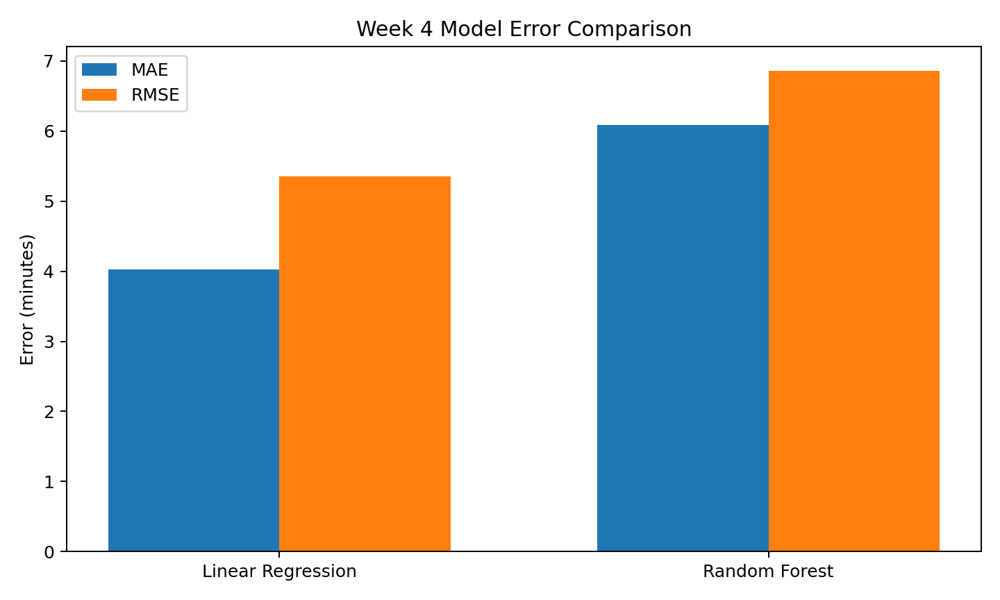 Week 4 Model Error Comparison
MAE
RMSE
Error (minutes)
7
6
5
4
3
2
1
0
Linear Regression
Random Forest